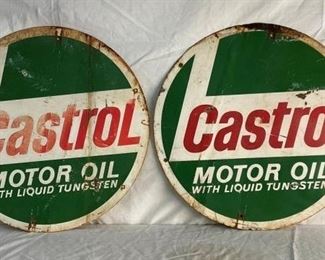 Castrol
MOTOR OIL
WITH LIQUID TUNGSTEN
Castrol
MOTOR OIL
WITH LIQUID TUNGSTEN